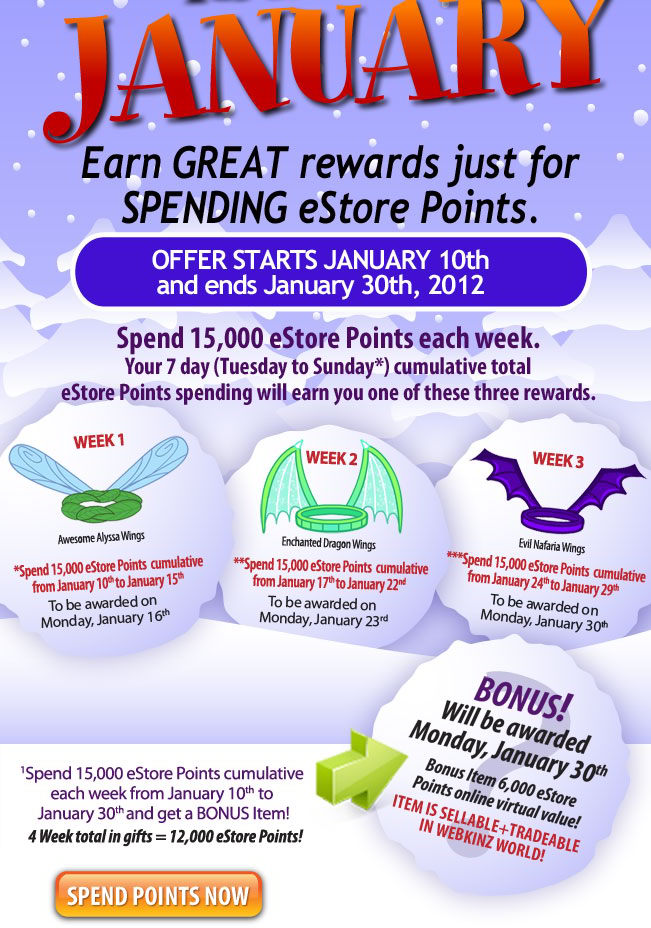 JANUARY
Earn GREAT rewards just for
SPENDING eStore Points.
OFFER STARTS JANUARY 10th
and ends January 30th, 2012
Spend 15,000 eStore Points each week.
Your 7 day (Tuesday to Sunday*) cumulative total
eStore Points spending will earn you one of these three rewards.
WEEK 1
Awesome Alyssa Wings
*Spend 15,000 eStore Points cumulative
from January 10th to January 15th
To be awarded on
Monday, January 16th
WEEK 2
Enchanted Dragon Wings
**Spend 15,000 eStore Points cumulative
from January 17th to January 22nd
To be awarded on
Monday, January 23rd
WEEK 3
Evil Nafaria Wings
***Spend 15,000 eStore Points cumulative
from January 24th to January 29th
To be awarded on
Monday, January 30th
BONUS!
Will be awarded
Monday, January 30th
Bonus Item 6,000 eStore
Points online virtual value!
ITEM IS SELLABLE+TRADEABLE
IN WEBKINZ WORLD!
?
1Spend 15,000 eStore Points cumulative
each week from January 10th to
January 30th and get a BONUS Item!
4 Week total in gifts = 12,000 eStore Points!
SPEND POINTS NOW